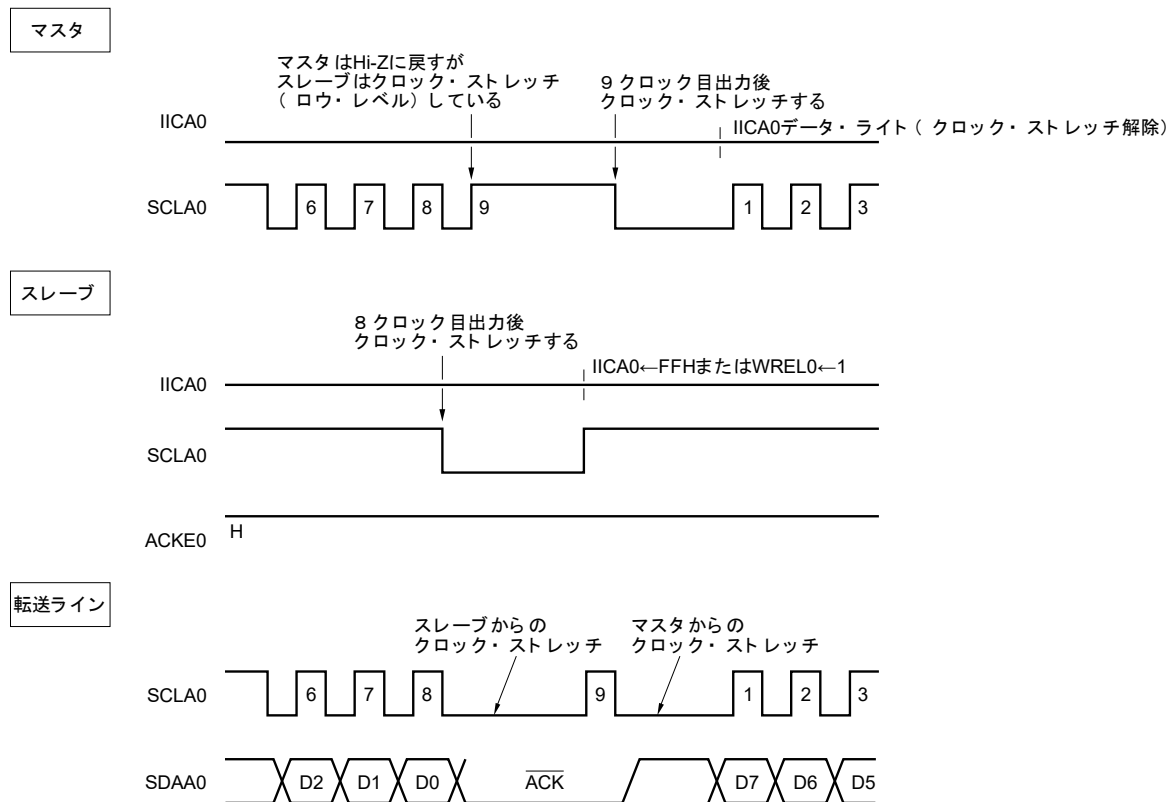 マスタ
マスタはHi-Zに戻すが
スレーブはクロック・ストレッチ
（ロウ・レベル）している
９クロック目出力後
クロック・ストレッチする
IICA0
IICA0データ・ライト（クロック・ストレッチ解除）
SCLA0
6 7 8 9 1 2 3
スレーブ
８クロック目出力後
クロック・ストレッチする
IICA0←FFHまたはWREL0←1
IICA0
SCLA0
ACKE0
H
転送ライン
スレーブからの
クロック・ストレッチ
マスタからの
クロック・ストレッチ
SCLA0
6 7 8 9 1 2 3
SDAA0
D2 D1 D0 ACK D7 D6 D5